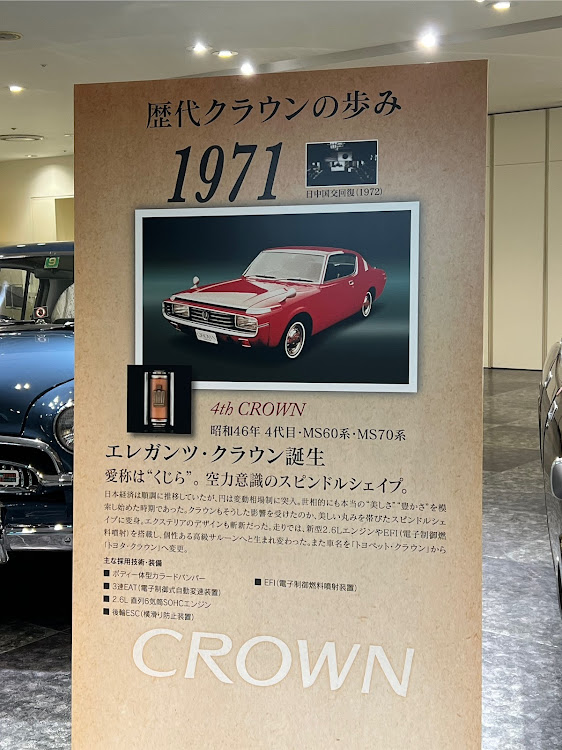 歴代クラウンの歩み
1971
日中国交回復(1972)
4th CROWN
昭和46年 4代目・MS60系・MS70系
エレガンツ・クラウン誕生
愛称は“くじら”。空力意識のスピンドルシェイプ。
日本経済は順調に推移していたが、円は変動相場制に突入。世相的にも本当の“美しさ”“豊かさ”を模
索し始めた時期であった。クラウンもそうした影響を受けたのか、美しい丸みを帯びたスピンドルシェ
イプに変身。エクステリアのデザインも斬新だった。走りでは、新型2.6LエンジンやEFI(電子制御燃
料噴射)を搭載し、個性ある高級サルーンへと生まれ変わった。また車名を「トヨペット・クラウン」から
「トヨタ・クラウン」へ変更。
主な採用技術・装備
■ ボディー体型カラードバンパー
■ 3速EAT(電子制御式自動変速装置)
■ 2.6L 直列6気筒SOHCエンジン
■ 後輪ESC(横滑り防止装置)
■ EFI(電子制御燃料噴射装置)
CROWN